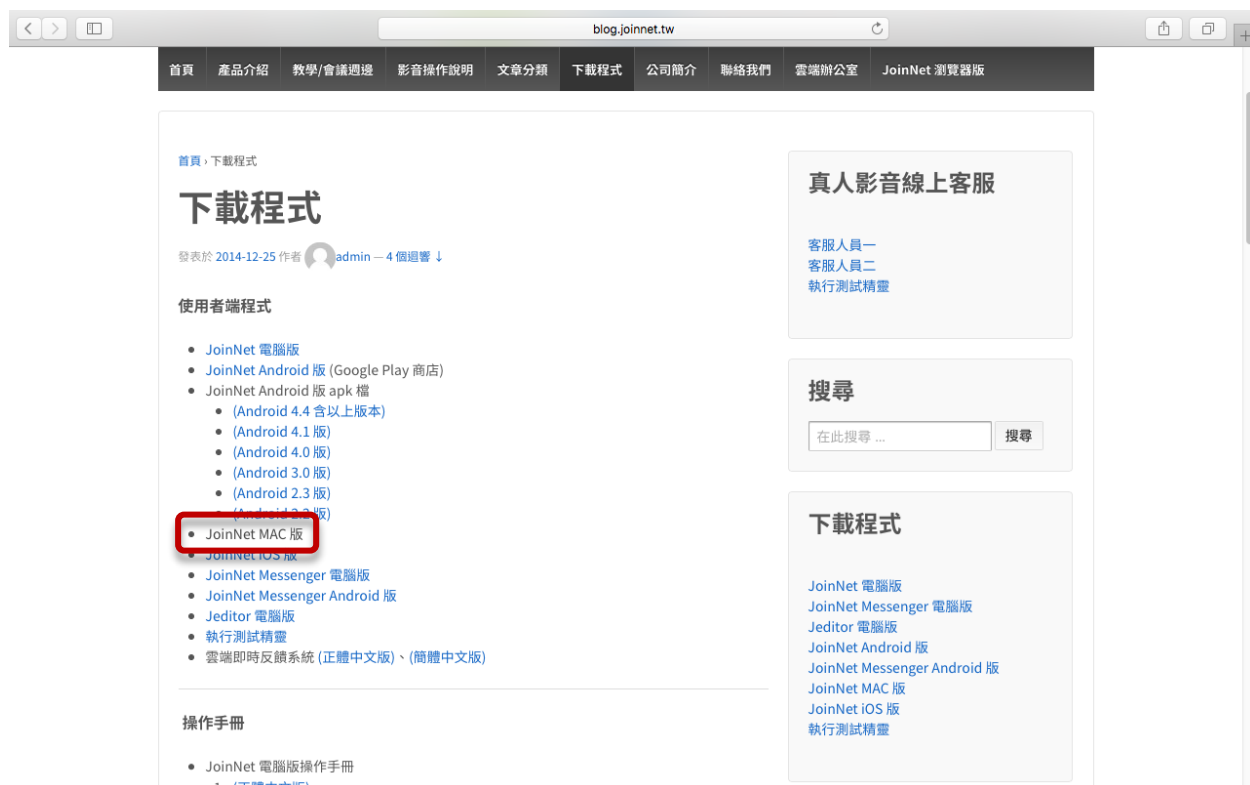 blog.joinnet.tw
首頁 產品介紹 教學/會議週邊 影音操作說明 文章分類 下載程式 公司簡介 聯絡我們 雲端辦公室 JoinNet 瀏覽器版
首頁 › 下載程式
下載程式
發表於 2014-12-25 作者 admin — 4 個迴響 ↓
使用者端程式
JoinNet 電腦版
JoinNet Android 版 (Google Play 商店)
JoinNet Android 版 apk 檔
(Android 4.4 含以上版本)
(Android 4.1 版)
(Android 4.0 版)
(Android 3.0 版)
(Android 2.3 版)
(Android 2.2 版)
JoinNet MAC 版
JoinNet iOS 版
JoinNet Messenger 電腦版
JoinNet Messenger Android 版
Jeditor 電腦版
執行測試精靈
雲端即時反饋系統 (正體中文版)、(簡體中文版)
操作手冊
JoinNet 電腦版操作手冊
真人影音線上客服
客服人員一
客服人員二
執行測試精靈
搜尋
在此搜尋 ...
搜尋
下載程式
JoinNet 電腦版
JoinNet Messenger 電腦版
Jeditor 電腦版
JoinNet Android 版
JoinNet Messenger Android 版
JoinNet MAC 版
JoinNet iOS 版
執行測試精靈